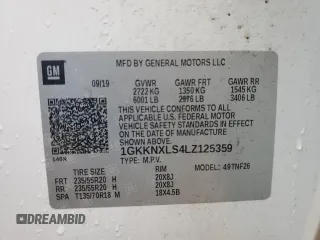 GM
MFD BY GENERAL MOTORS LLC
09/19 GVWR GAWR FRT GAWR RR
2722 KG 1350 KG 1545 KG
6001 LB 2976 LB 3406 LB
THIS VEHICLE CONFORMS TO ALL APPLICABLE
U.S. FEDERAL MOTOR VEHICLE SAFETY
STANDARDS IN EFFECT ON THE DATE OF
MANUFACTURE SHOWN ABOVE.
1GKKNXLS4LZ125359
TYPE: M.P.V. MODEL: 49TNF26
TIRE SIZE RIM
FRT 235/55R20 H 20X8J
RR 235/55R20 H 20X8J
SPA T135/70R18 M 18X4.5B
AUTOBIDMASTER